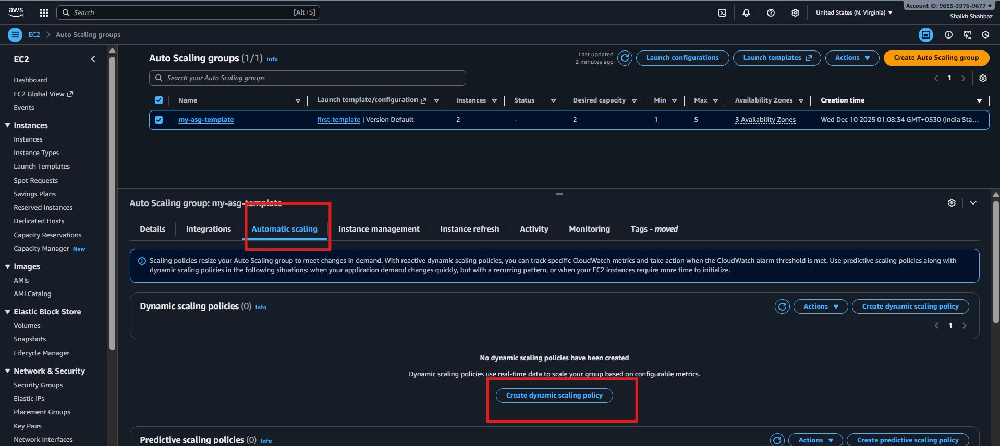 aws
Search [Alt+S]
United States (N. Virginia)
Account ID: 9855-3976-9677
Shaikh Shahbaz
EC2 Auto Scaling groups
EC2
Dashboard
EC2 Global View
Events
Instances
Instances
Instance Types
Launch Templates
Spot Requests
Savings Plans
Reserved Instances
Dedicated Hosts
Capacity Reservations
Capacity Manager New
Images
AMIs
AMI Catalog
Elastic Block Store
Volumes
Snapshots
Lifecycle Manager
Network & Security
Security Groups
Elastic IPs
Placement Groups
Key Pairs
Network Interfaces
Auto Scaling groups (1/1) Info
Last updated
2 minutes ago
Launch configurations
Launch templates
Actions
Create Auto Scaling group
Search your Auto Scaling groups
1
Name Launch template/configuration Instances Status Desired capacity Min Max Availability Zones Creation time
my-asg-template first-template | Version Default 2 - 2 1 5 3 Availability Zones Wed Dec 10 2025 01:08:34 GMT+0530 (India Sta...
Auto Scaling group: my-asg-template
Details Integrations Automatic scaling Instance management Instance refresh Activity Monitoring Tags - moved
Scaling policies resize your Auto Scaling group to meet changes in demand. With reactive dynamic scaling policies, you can track specific CloudWatch metrics and take action when the CloudWatch alarm threshold is met. Use predictive scaling policies along with
dynamic scaling policies in the following situations: when your application demand changes quickly, but with a recurring pattern, or when your EC2 instances require more time to initialize.
Dynamic scaling policies (0) Info
Actions
Create dynamic scaling policy
1
No dynamic scaling policies have been created
Dynamic scaling policies use real-time data to scale your group based on configurable metrics.
Create dynamic scaling policy
Predictive scaling policies (0) Info
Actions
Create predictive scaling policy